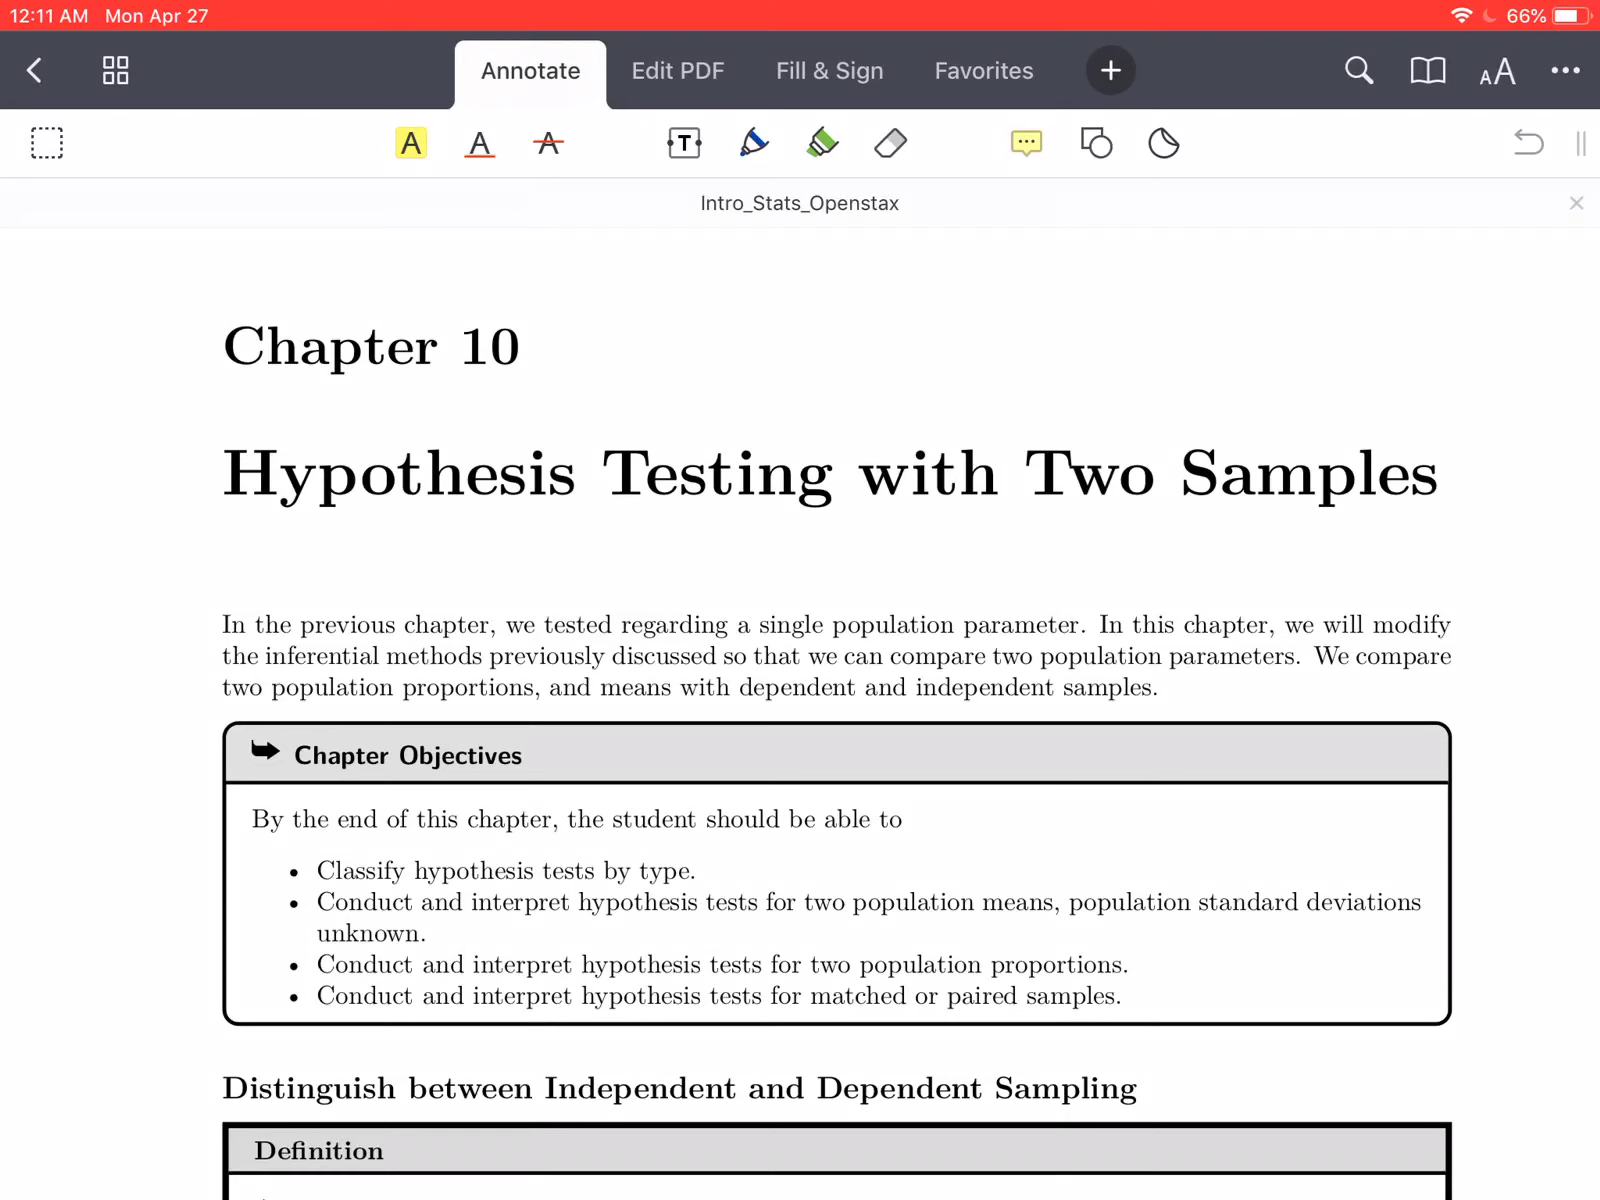 12:11 AM Mon Apr 27 66%
Annotate Edit PDF Fill & Sign Favorites
Intro_Stats_Openstax
Chapter 10
Hypothesis Testing with Two Samples
In the previous chapter, we tested regarding a single population parameter. In this chapter, we will modify
the inferential methods previously discussed so that we can compare two population parameters. We compare
two population proportions, and means with dependent and independent samples.
Chapter Objectives
By the end of this chapter, the student should be able to
• Classify hypothesis tests by type.
• Conduct and interpret hypothesis tests for two population means, population standard deviations
unknown.
• Conduct and interpret hypothesis tests for two population proportions.
• Conduct and interpret hypothesis tests for matched or paired samples.
Distinguish between Independent and Dependent Sampling
Definition